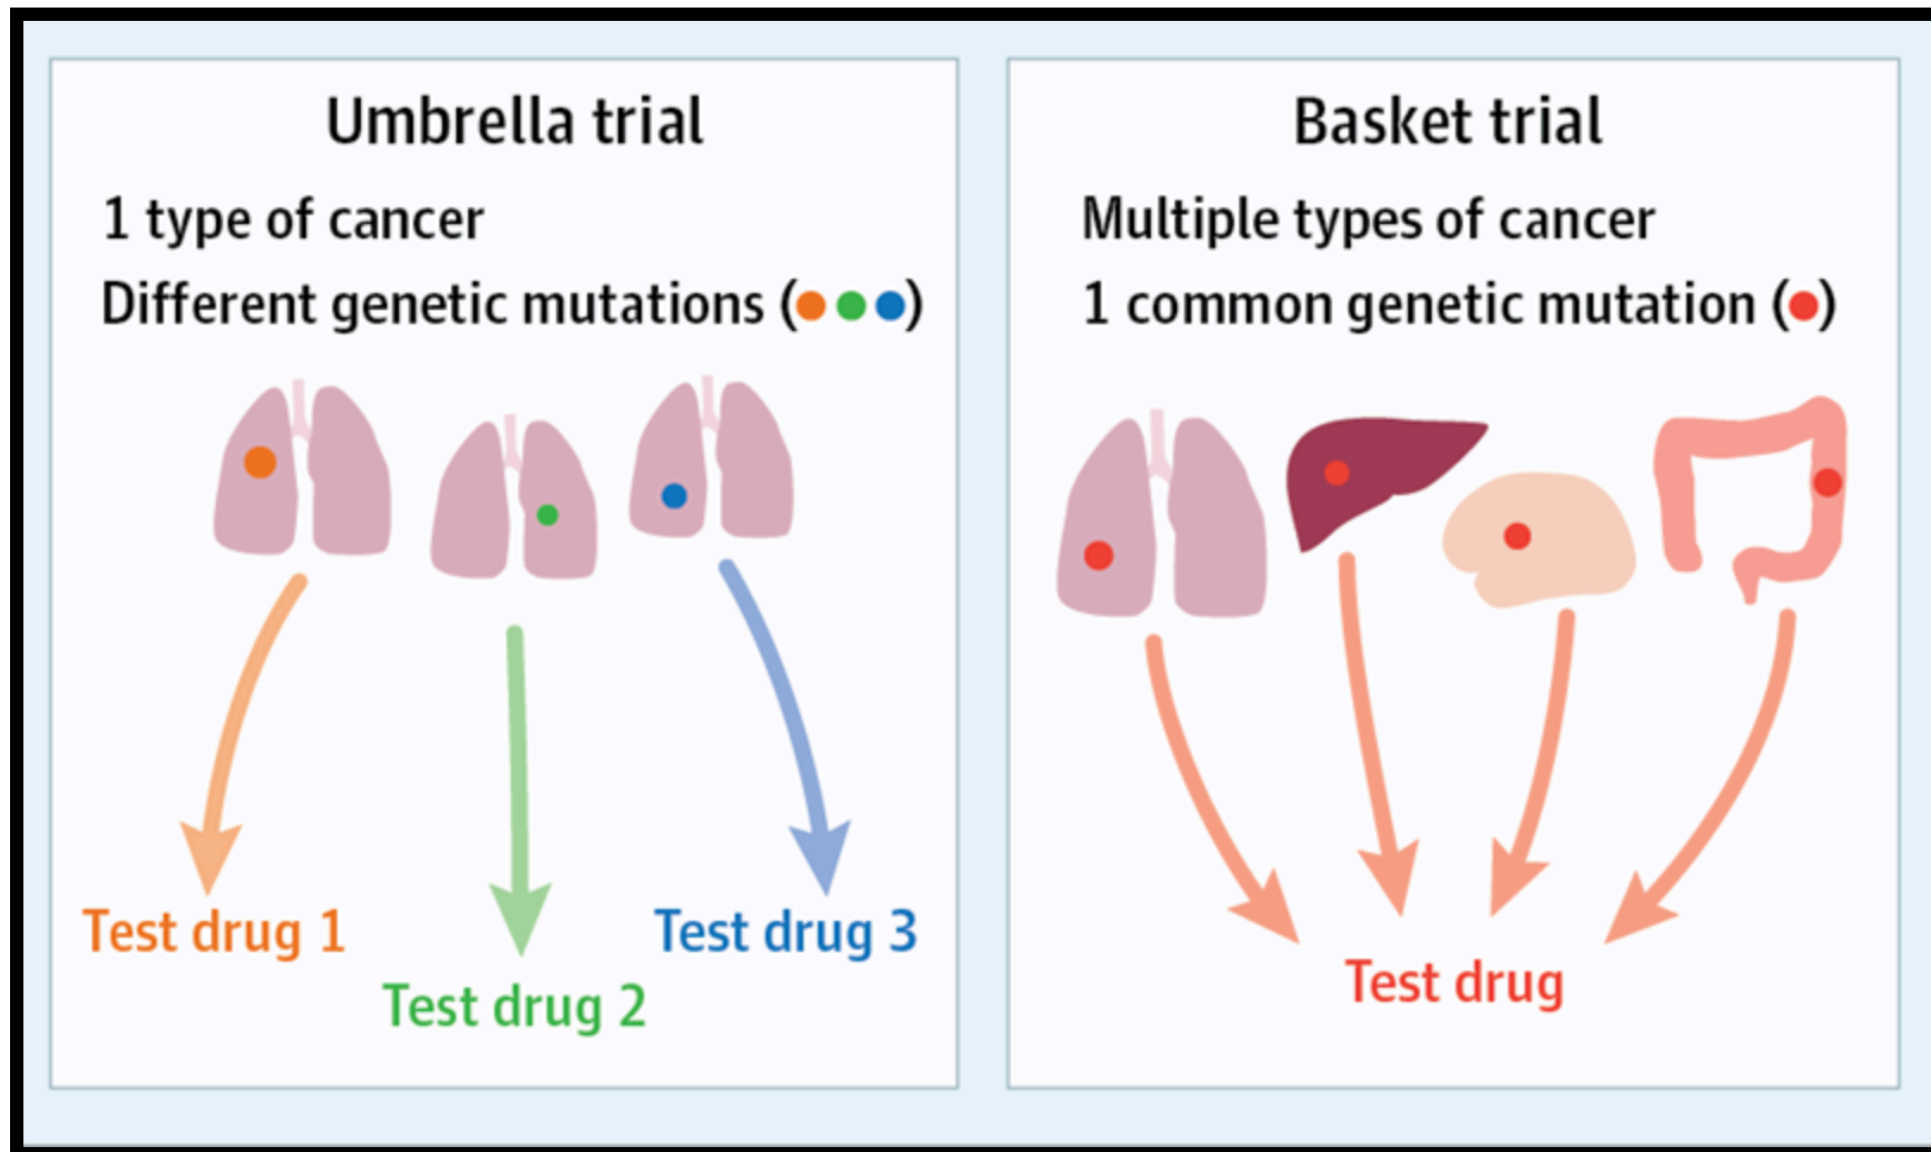 Umbrella trial
1 type of cancer
Different genetic mutations ( )
Test drug 1
Test drug 2
Test drug 3
Basket trial
Multiple types of cancer
1 common genetic mutation ( )
Test drug